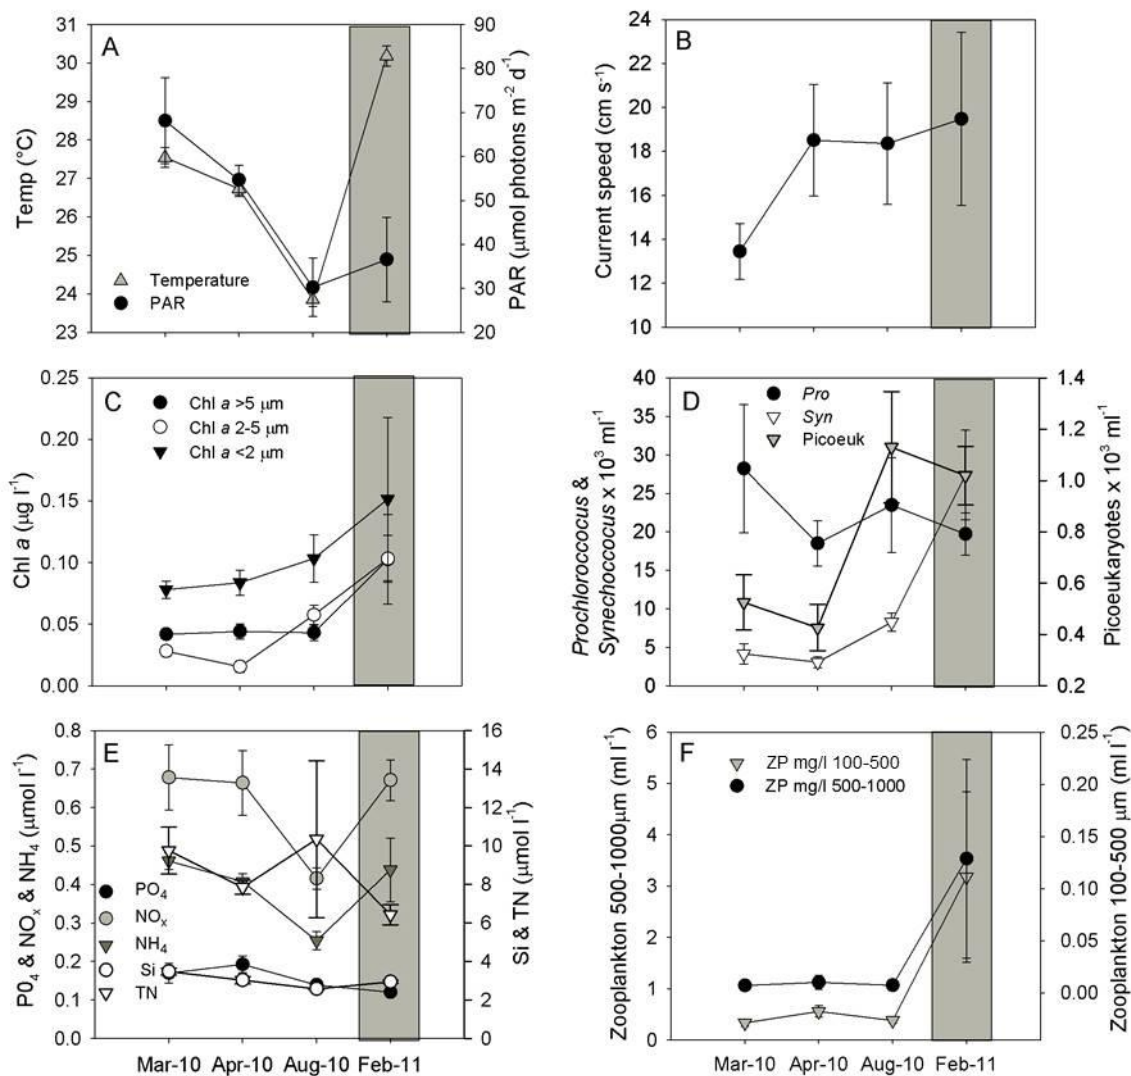 A
31
30
29
28
27
26
25
24
23
Temp (°C)
90
80
70
60
50
40
30
20
PAR (μmol photons m⁻² d⁻¹)
Temperature
PAR
B
24
22
20
18
16
14
12
10
Current speed (cm s⁻¹)
C
0.25
0.20
0.15
0.10
0.05
0.00
Chl a (μg l⁻¹)
Chl a >5 μm
Chl a 2-5 μm
Chl a <2 μm
D
40
35
30
25
20
15
10
5
0
Prochloroccocus &
Synechoccocus x 10³ ml⁻¹
Pro
Syn
Picoeuk
1.4
1.2
1.0
0.8
0.6
0.4
0.2
Picoeukaryotes x 10³ ml⁻¹
E
0.8
0.7
0.6
0.5
0.4
0.3
0.2
0.1
0.0
P0₄ & NOₓ & NH₄ (μmol l⁻¹)
PO₄
NOₓ
NH₄
Si
TN
16
14
12
10
8
6
4
2
0
Si & TN (μmol l⁻¹)
Mar-10 Apr-10 Aug-10 Feb-11
F
6
5
4
3
2
1
0
Zooplankton 500-1000μm (ml l⁻¹)
ZP mg/l 100-500
ZP mg/l 500-1000
0.25
0.20
0.15
0.10
0.05
0.00
Zooplankton 100-500 μm (ml l⁻¹)
Mar-10 Apr-10 Aug-10 Feb-11